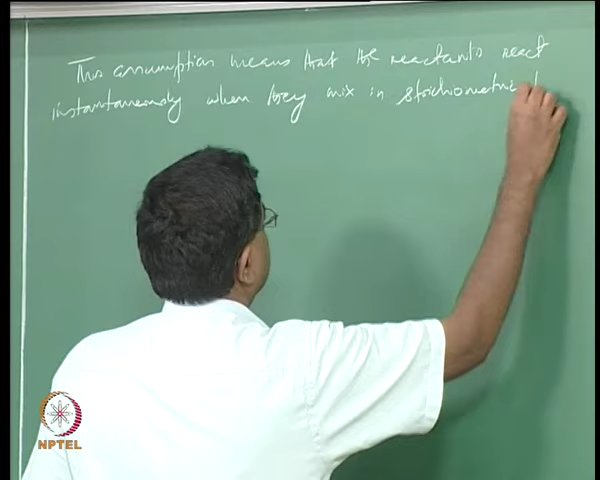 This assumption means that the reactants react
instantaneously when they mix in stoichiometric
NPTEL